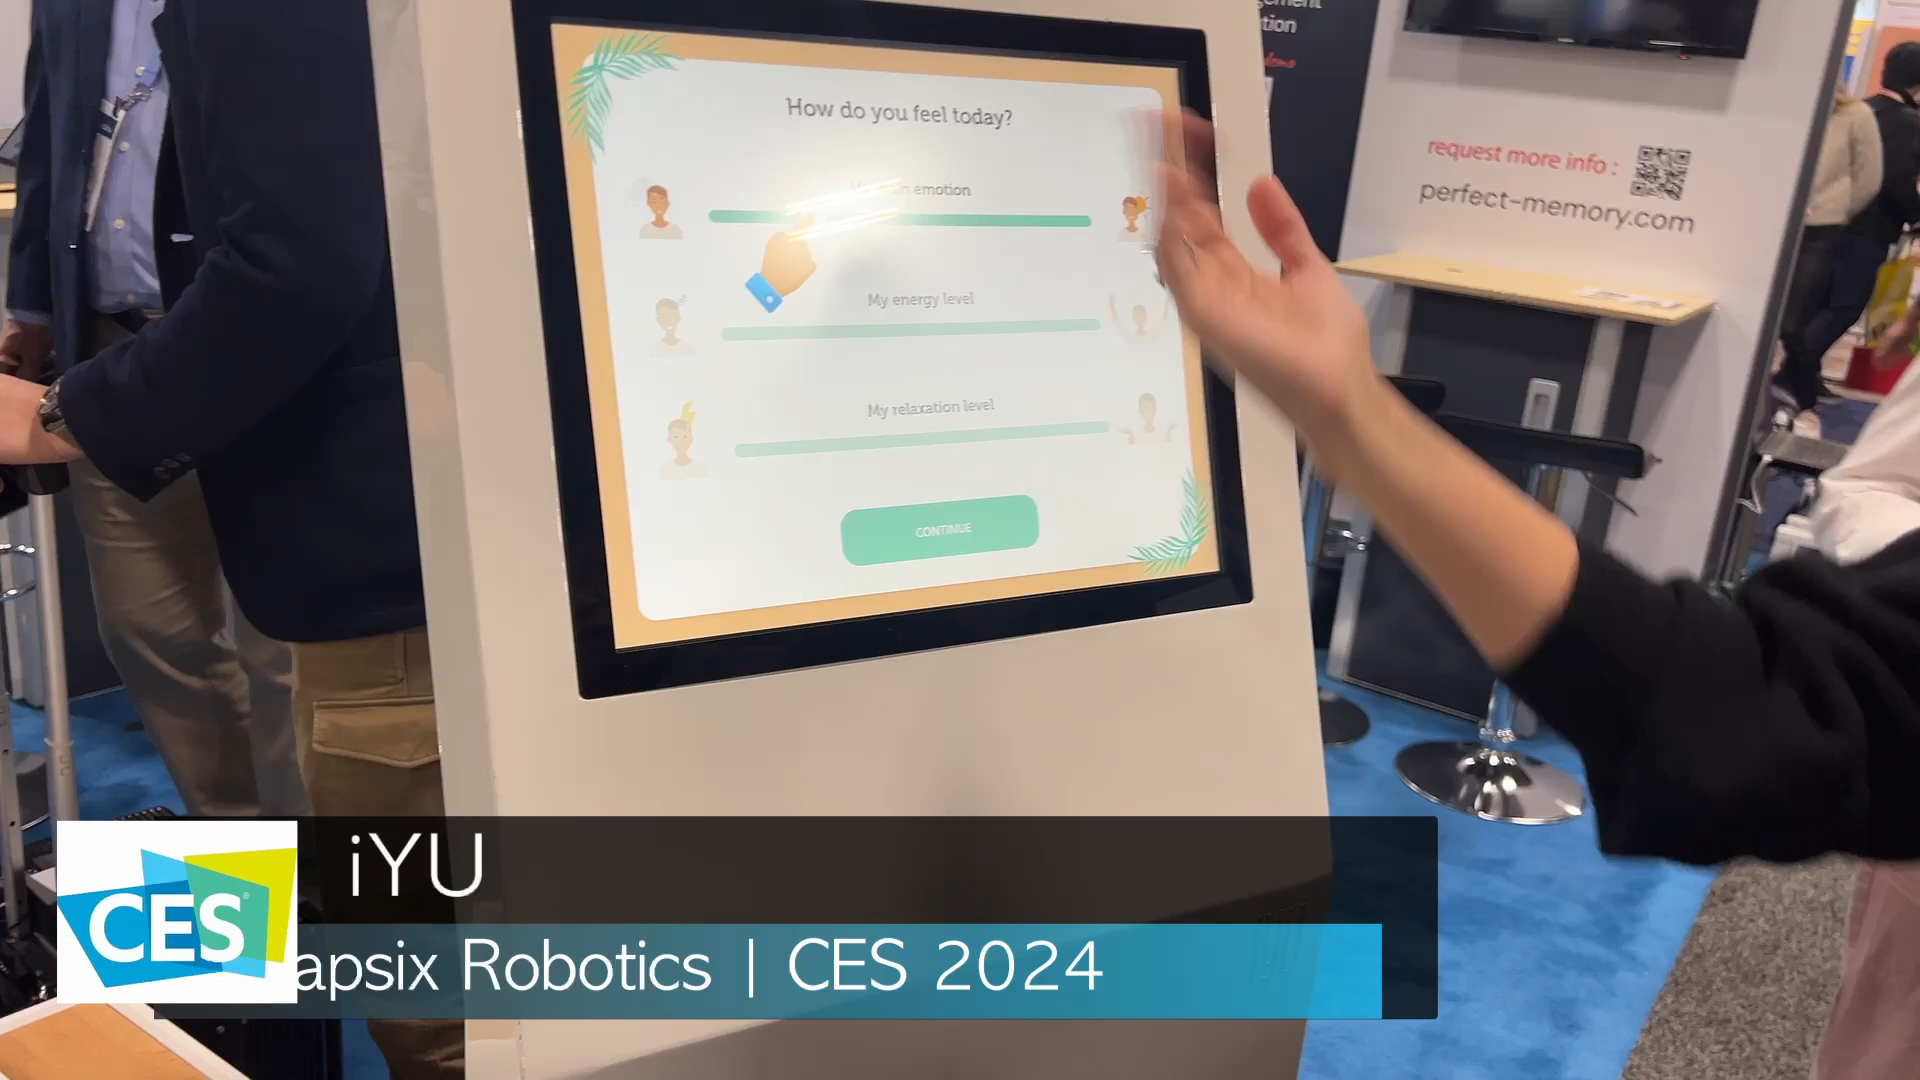 How do you feel today?
emotion
My energy level
My relaxation level
CONTINUE
tion
demo
request more info :
perfect-memory.com
iYU
CES
apsix Robotics | CES 2024